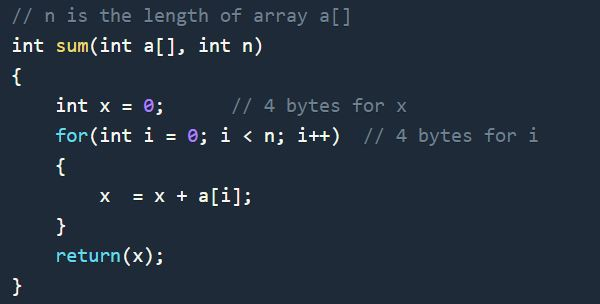 // n is the length of array a[]
int sum(int a[], int n)
{
    int x = 0;      // 4 bytes for x
    for(int i = 0; i < n; i++)  // 4 bytes for i
    {
        x  = x + a[i];
    }
    return(x);
}